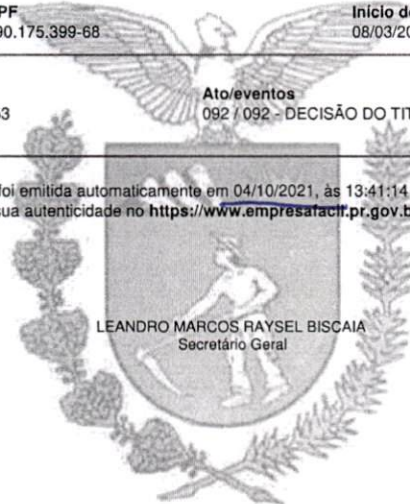 PF
90.175.399-68
Início de
08/03/20
Ato/eventos
63
092 / 092 - DECISÃO DO TIT
foi emitida automaticamente em 04/10/2021, às 13:41:14
sua autenticidade no https://www.empresafacil.pr.gov.b
LEANDRO MARCOS RAYSEL BISCAIA
Secretário Geral